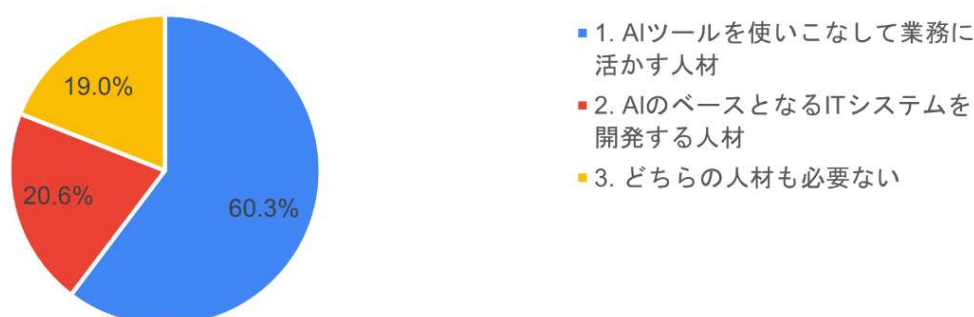 19.0%
20.6%
60.3%
1. AIツールを使いこなして業務に
活かす人材
2. AIのベースとなるITシステムを
開発する人材
3. どちらの人材も必要ない